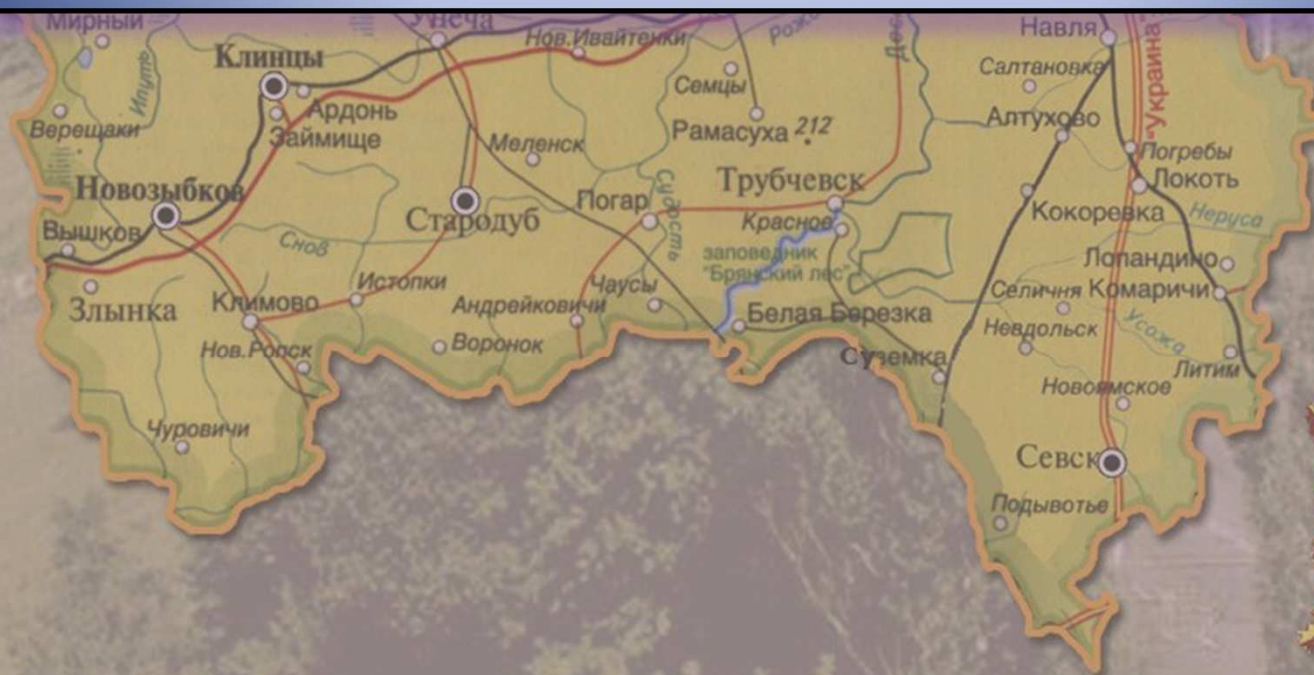 Мирный
Унеча
Нов.Ивайтенки
Навля
Клинцы
Семцы
Салтановка
"Украина"
Ипуть
Ардонь
Верещаки
Займище
Меленск
Рамасуха 212
Алтухово
Погребы
Новозыбков
Стародуб
Погар
Судость
Трубчевск
Локоть
Вышков
Снов
Красное
Кокоревка
Неруса
заповедник
"Брянский лес"
Лопандино
Злынка
Климово
Истопки
Андрейковичи
Чаусы
Селичня
Комаричи
Белая Березка
Невдольск
Усожа
Нов.Ропск
Воронок
Суземка
Литим
Новоямское
Чуровичи
Севск
Подывотье